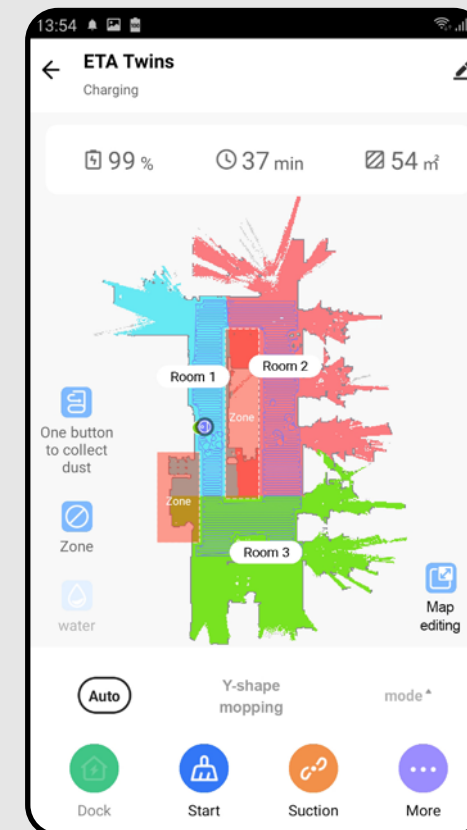 13:54
ETA Twins
Charging
99 %
37 min
54 ㎡
Room 1
Room 2
Zone
Zone
Room 3
One button
to collect
dust
Zone
water
Map
editing
Auto
Y-shape
mopping
mode
Dock
Start
Suction
More